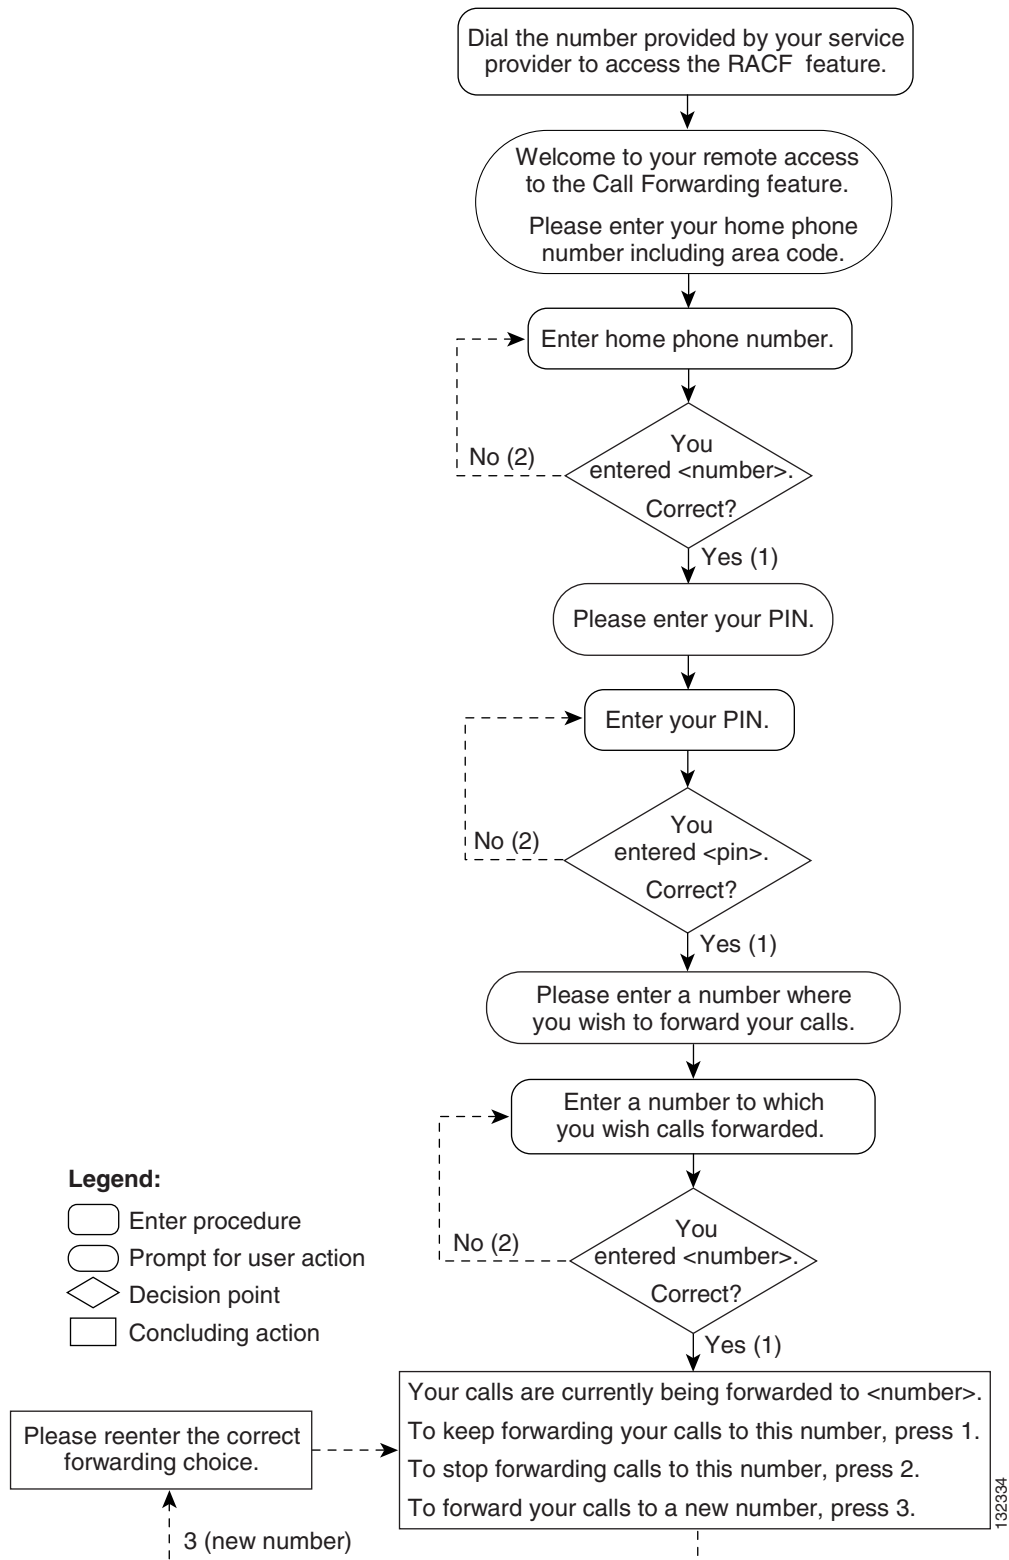 Dial the number provided by your service
provider to access the RACF feature.
Welcome to your remote access
to the Call Forwarding feature.
Please enter your home phone
number including area code.
Enter home phone number.
You
entered <number>.
Correct?
No (2)
Yes (1)
Please enter your PIN.
Enter your PIN.
You
entered <pin>.
Correct?
No (2)
Yes (1)
Please enter a number where
you wish to forward your calls.
Enter a number to which
you wish calls forwarded.
You
entered <number>.
Correct?
No (2)
Yes (1)
Legend:
Enter procedure
Prompt for user action
Decision point
Concluding action
Your calls are currently being forwarded to <number>.
To keep forwarding your calls to this number, press 1.
To stop forwarding calls to this number, press 2.
To forward your calls to a new number, press 3.
Please reenter the correct
forwarding choice.
3 (new number)
132334